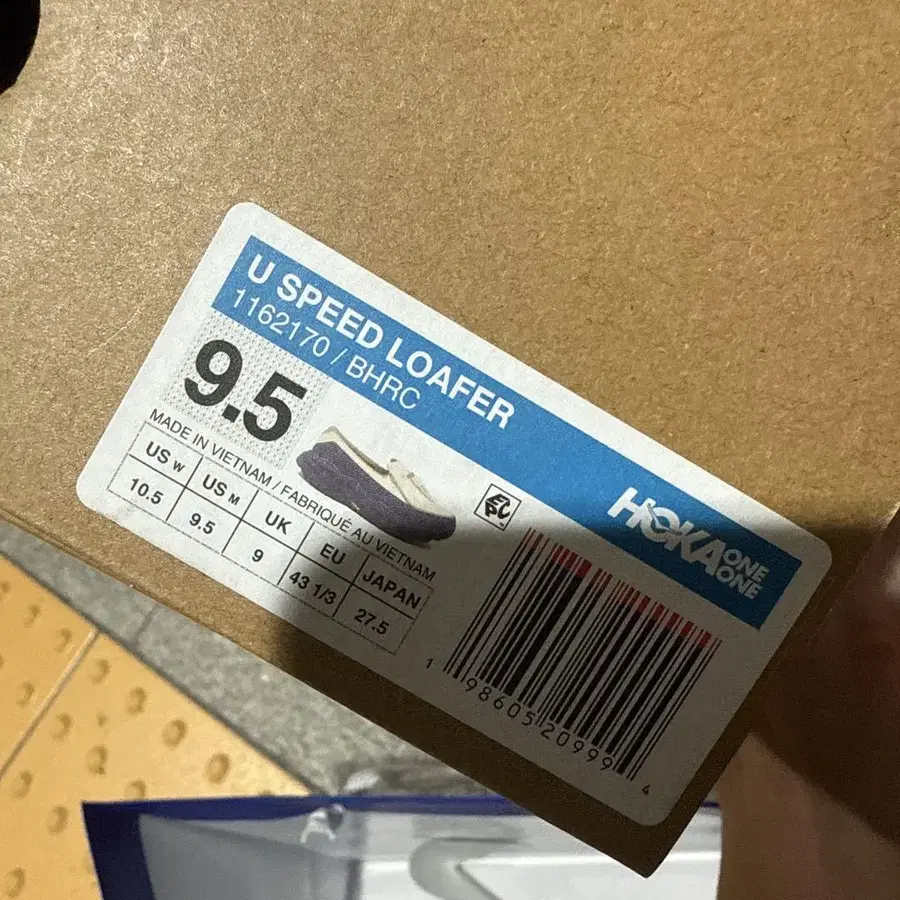 U SPEED LOAFER
1162170 / BHRC
9.5
MADE IN VIETNAM / FABRIQUÉ AU VIETNAM
US W US M UK EU JAPAN
10.5 9.5 9 43 1/3 27.5
EPC
HOKA ONE ONE
1 98605 20999 4